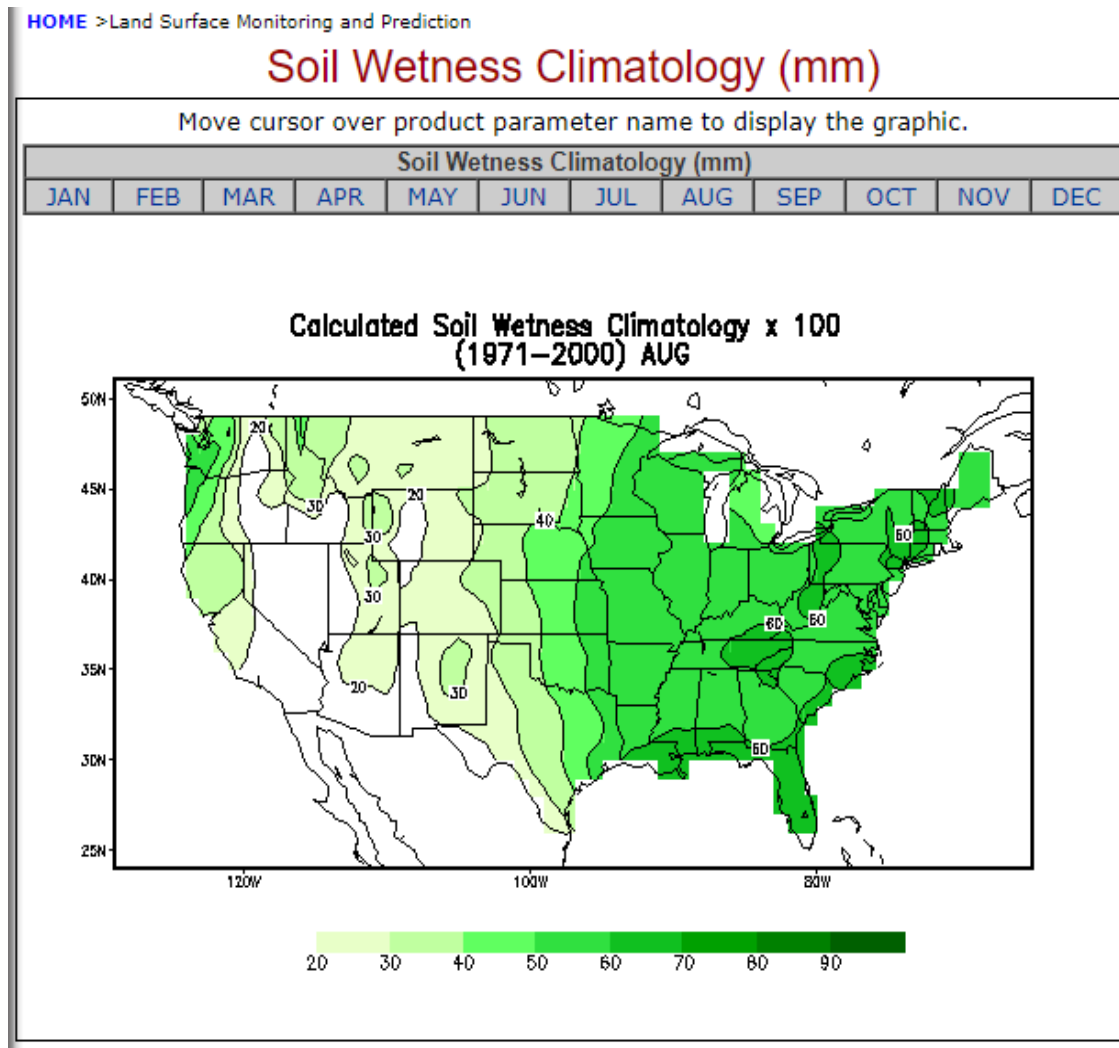 HOME >Land Surface Monitoring and Prediction
Soil Wetness Climatology (mm)
Move cursor over product parameter name to display the graphic.
Soil Wetness Climatology (mm)
JAN FEB MAR APR MAY JUN JUL AUG SEP OCT NOV DEC
Calculated Soil Wetness Climatology x 100
(1971-2000) AUG
50N
20
45N
20
30
40
60
30
40N
30
60
60
35N
20
30
60
30N
25N
120W 100W 80W
20 30 40 50 60 70 80 90